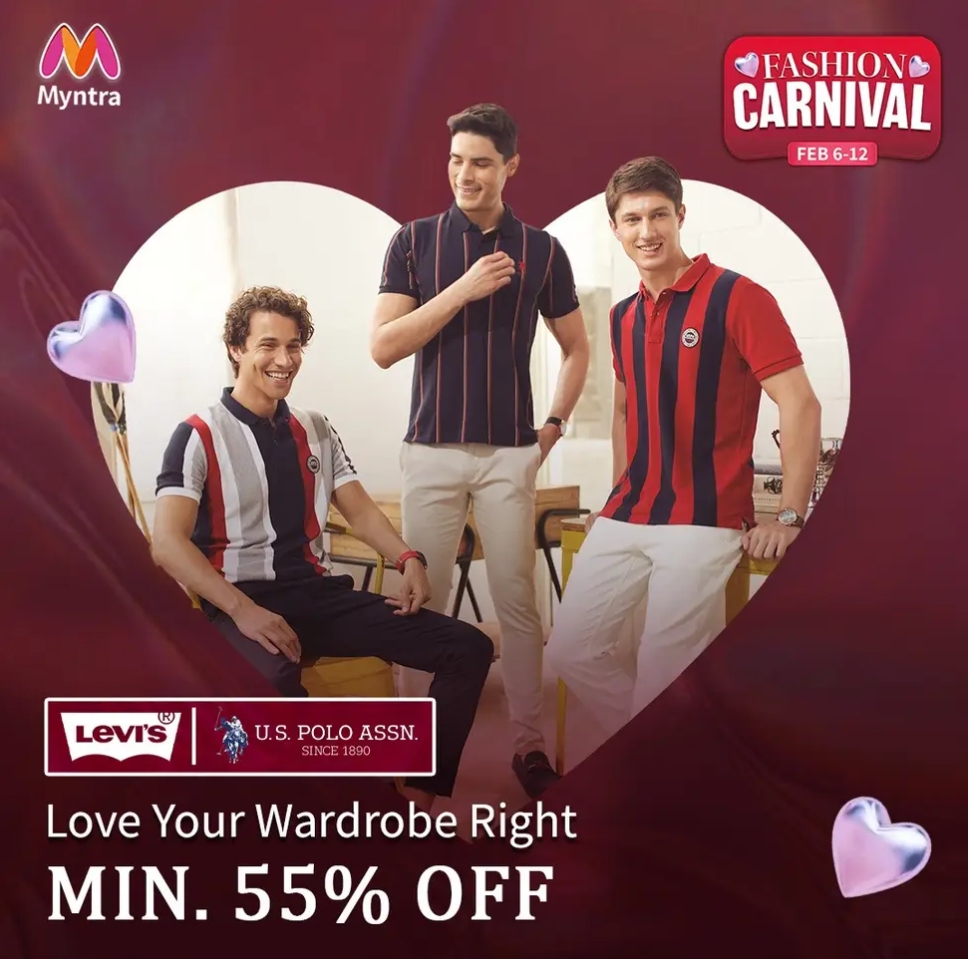 Myntra
FASHION
CARNIVAL
FEB 6-12
LEVI'S®
U.S. POLO ASSN.
SINCE 1890
Love Your Wardrobe Right
MIN. 55% OFF